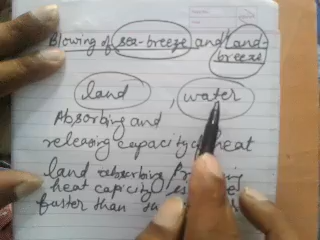 Blowing of sea-breeze and land-
breeze
land , water
Absorbing and
releasing capacity of heat
land absorbing
heat
faster than